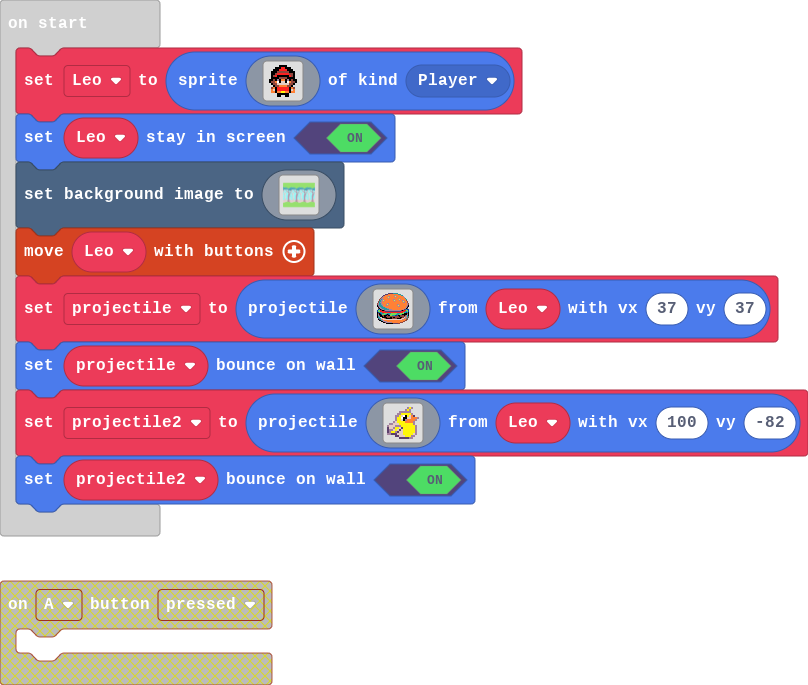 on start
set Leo to sprite of kind Player
set Leo stay in screen ON
set background image to
move Leo with buttons
set projectile to projectile from Leo with vx 37 vy 37
set projectile bounce on wall ON
set projectile2 to projectile from Leo with vx 100 vy -82
set projectile2 bounce on wall ON
on A button pressed